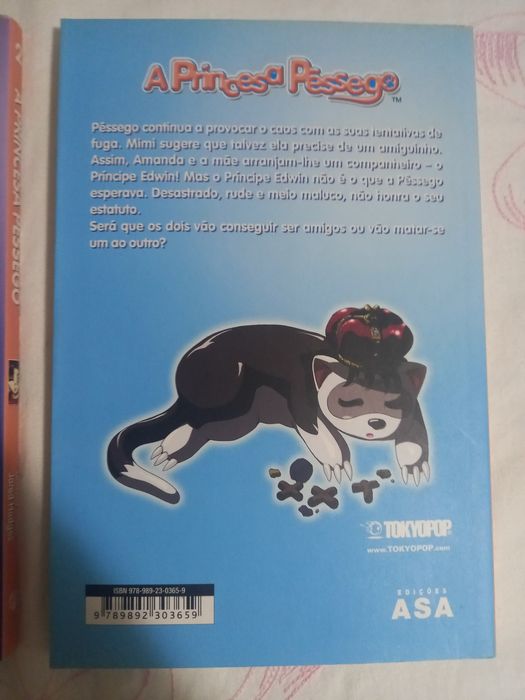 A Princesa Pêssego
TM
Pêssego continua a provocar o caos com as suas tentativas de
fuga. Mimi sugere que talvez ela precise de um amiguinho.
Assim, Amanda e a mãe arranjam-lhe um companheiro – o
Príncipe Edwin! Mas o Príncipe Edwin não é o que a Pêssego
esperava. Desastrado, rude e meio maluco, não honra o seu
estatuto.
Será que os dois vão conseguir ser amigos ou vão matar-se
um ao outro?
TOKYOPOP
www.TOKYOPOP.com
ISBN 978-989-23-0365-9
9 789892 303659
EDIÇÕES
ASA
2
A PRINCESA PÊSSEGO